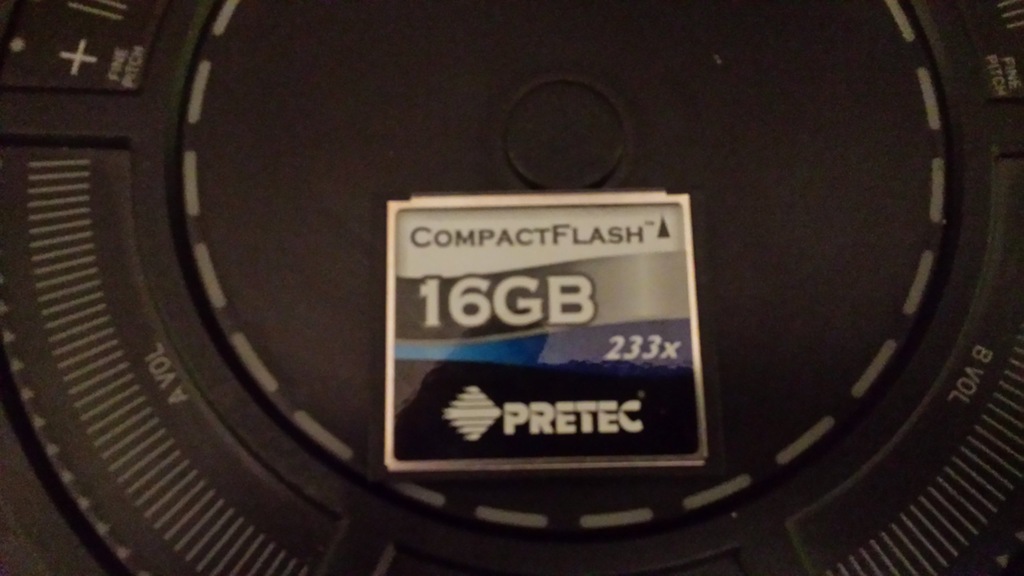 +
FINE
PITCH
FINE
PITCH
COMPACTFLASH™
16GB
233x
PRETEC
A VOL
B VOL